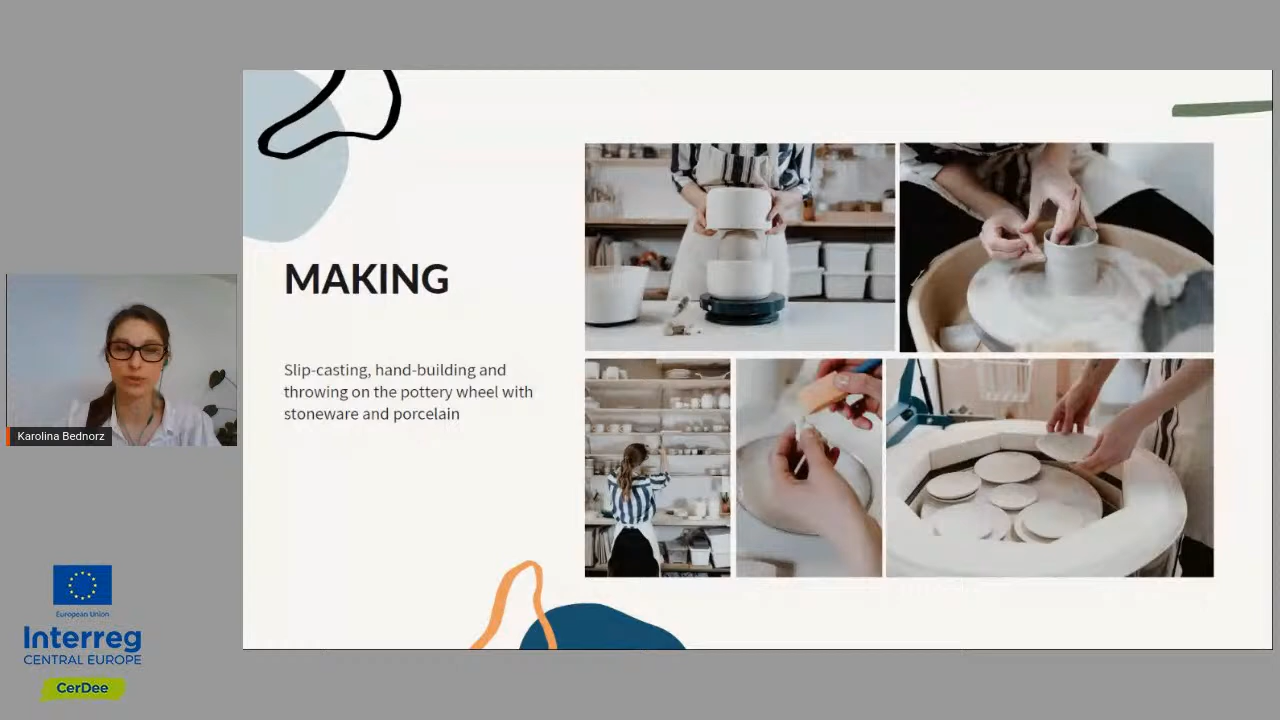 MAKING
Slip-casting, hand-building and
throwing on the pottery wheel with
stoneware and porcelain
Karolina Bednorz
European Union
Interreg
CENTRAL EUROPE
CerDee